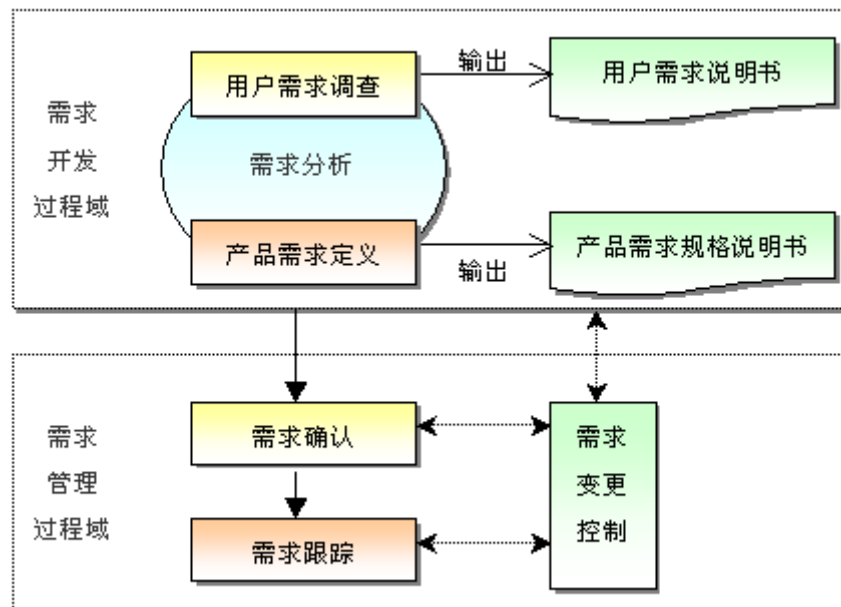 用户需求调查
输出
用户需求说明书
需求
开发
过程域
需求分析
产品需求定义
输出
产品需求规格说明书
需求
管理
过程域
需求确认
需求跟踪
需求
变更
控制